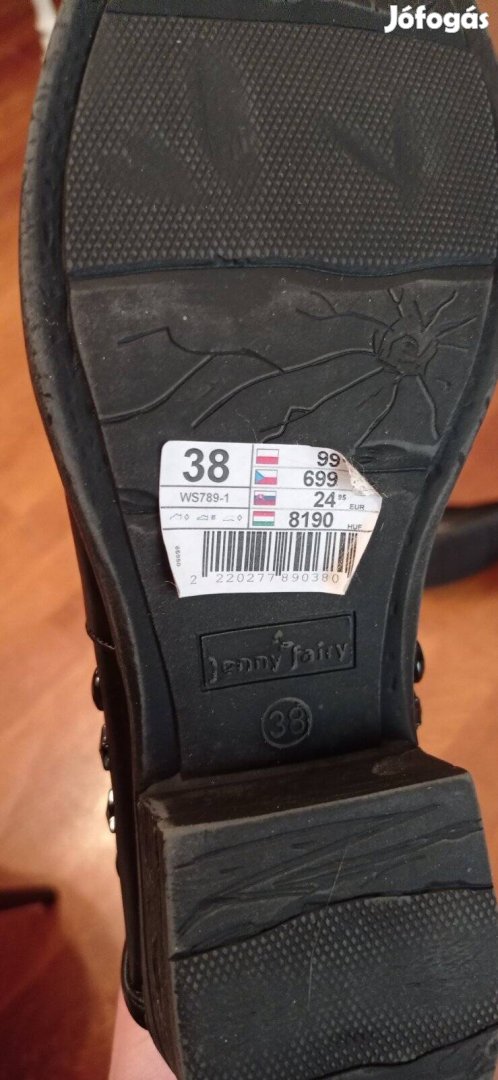 Jófogás
38
99
699
WS789-1
24 95 EUR
8190 HUF
2 220277 890380
Jenny fairy
38